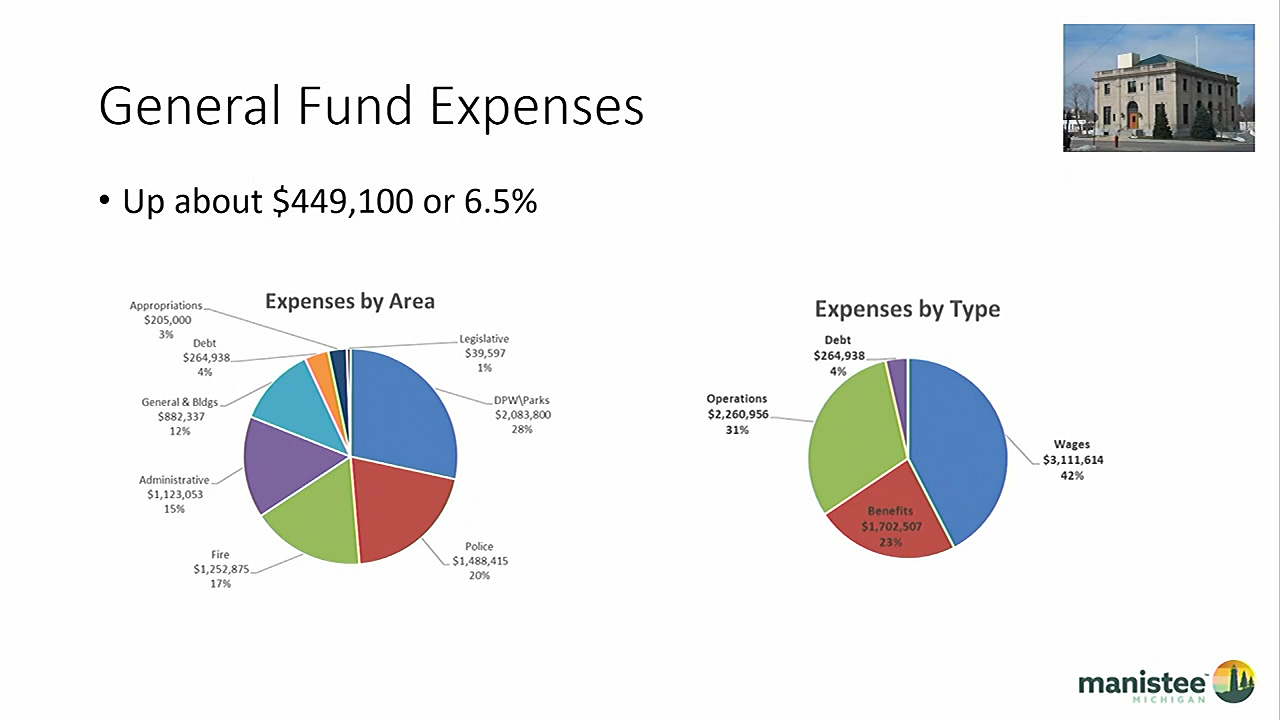 General Fund Expenses
• Up about $449,100 or 6.5%
Expenses by Area
Appropriations
$205,000
3%
Debt
$264,938
4%
General & Bldgs
$882,337
12%
Administrative
$1,123,053
15%
Fire
$1,252,875
17%
Legislative
$39,597
1%
DPW\Parks
$2,083,800
28%
Police
$1,488,415
20%
Expenses by Type
Debt
$264,938
4%
Operations
$2,260,956
31%
Wages
$3,111,614
42%
Benefits
$1,702,507
23%
manistee
MICHIGAN